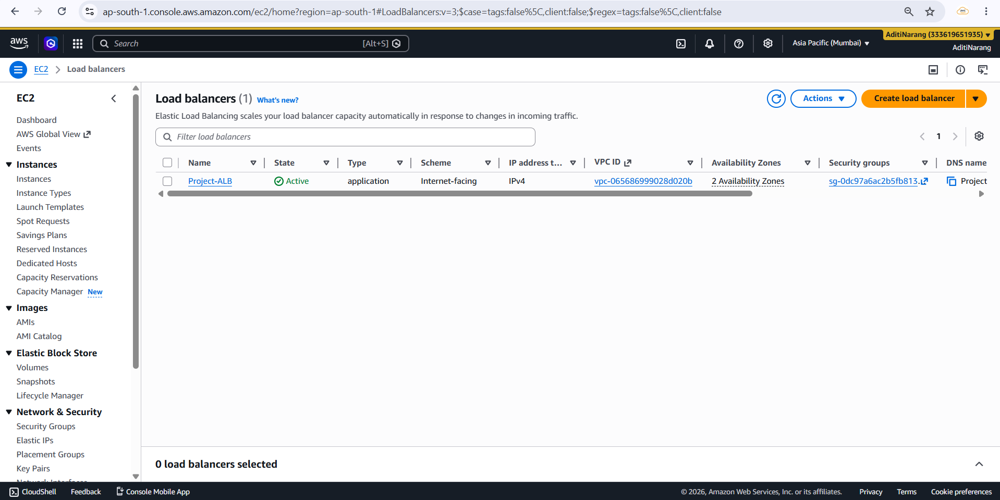 ap-south-1.console.aws.amazon.com/ec2/home?region=ap-south-1#LoadBalancers:v=3;$case=tags:false%5C,client:false;$regex=tags:false%5C,client:false
aws
Search
[Alt+S]
Asia Pacific (Mumbai)
AditiNarang (333619651935)
AditiNarang
EC2
Load balancers
EC2
Dashboard
AWS Global View
Events
Instances
Instances
Instance Types
Launch Templates
Spot Requests
Savings Plans
Reserved Instances
Dedicated Hosts
Capacity Reservations
Capacity Manager New
Images
AMIs
AMI Catalog
Elastic Block Store
Volumes
Snapshots
Lifecycle Manager
Network & Security
Security Groups
Elastic IPs
Placement Groups
Key Pairs
Network Interfaces
Load balancers (1) What's new?
Actions
Create load balancer
Elastic Load Balancing scales your load balancer capacity automatically in response to changes in incoming traffic.
Filter load balancers
1
Name State Type Scheme IP address t... VPC ID Availability Zones Security groups DNS name
Project-ALB Active application Internet-facing IPv4 vpc-065686999028d020b 2 Availability Zones sg-0dc97a6ac2b5fb813. Project
0 load balancers selected
CloudShell Feedback Console Mobile App
© 2026, Amazon Web Services, Inc. or its affiliates. Privacy Terms Cookie preferences